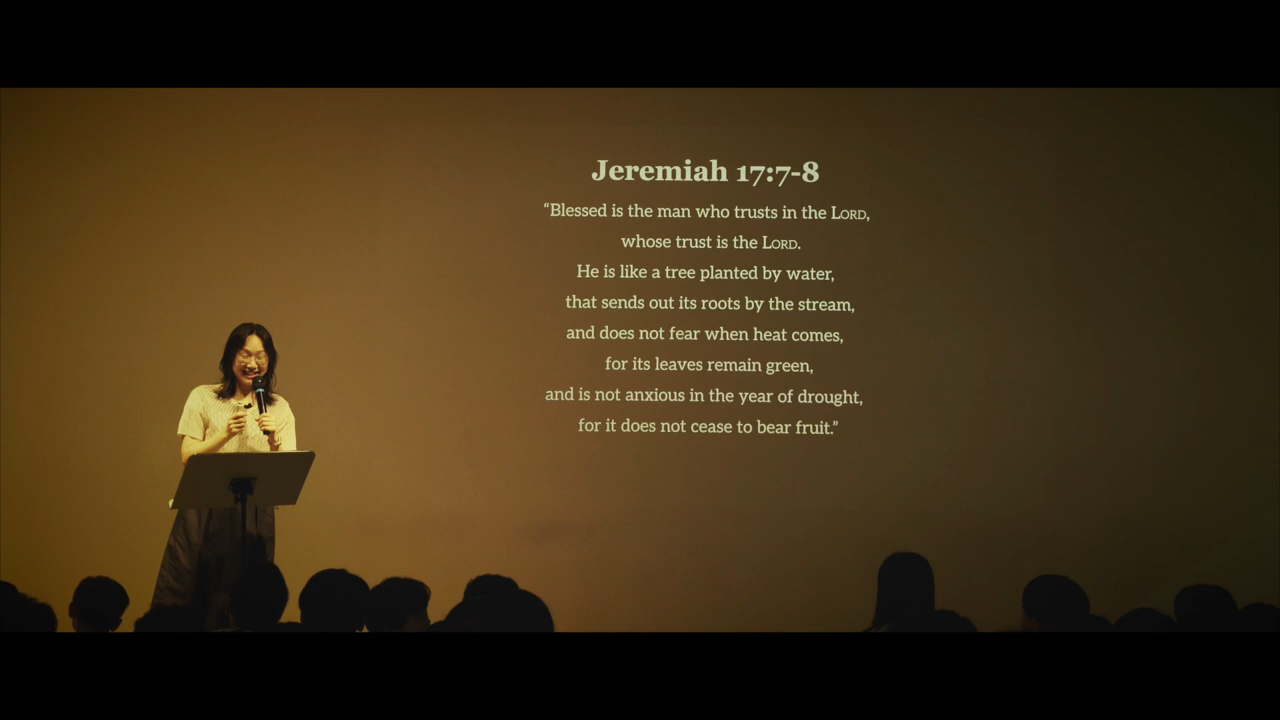 Jeremiah 17:7-8
“Blessed is the man who trusts in the LORD,
whose trust is the LORD.
He is like a tree planted by water,
that sends out its roots by the stream,
and does not fear when heat comes,
for its leaves remain green,
and is not anxious in the year of drought,
for it does not cease to bear fruit.”